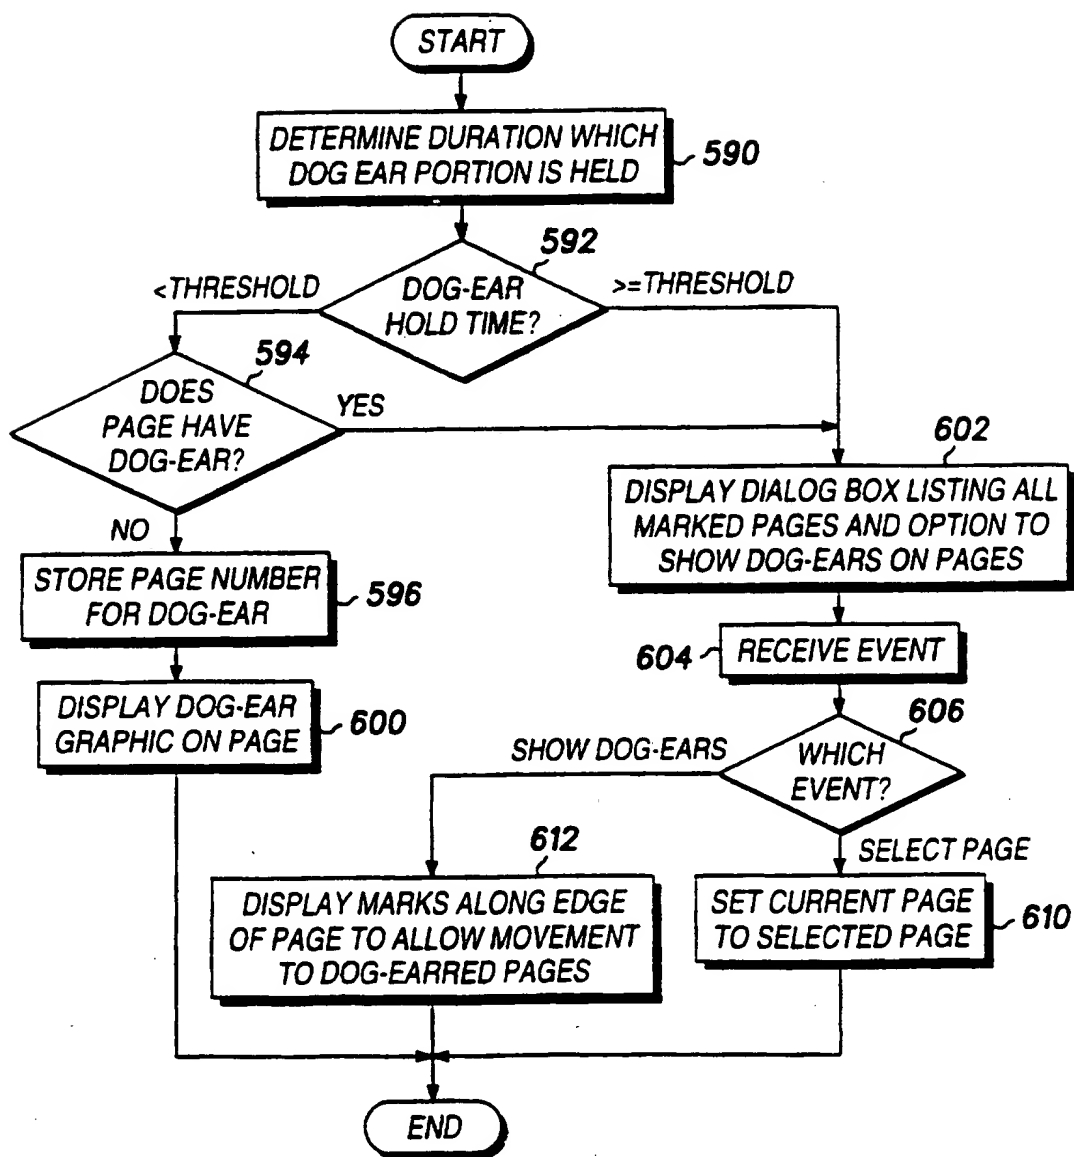 START
DETERMINE DURATION WHICH
DOG EAR PORTION IS HELD
590
592
<THRESHOLD
DOG-EAR
HOLD TIME?
>=THRESHOLD
594
DOES
PAGE HAVE
DOG-EAR?
YES
NO
602
DISPLAY DIALOG BOX LISTING ALL
MARKED PAGES AND OPTION TO
SHOW DOG-EARS ON PAGES
STORE PAGE NUMBER
FOR DOG-EAR
596
604
RECEIVE EVENT
DISPLAY DOG-EAR
GRAPHIC ON PAGE
600
606
SHOW DOG-EARS
WHICH
EVENT?
SELECT PAGE
612
DISPLAY MARKS ALONG EDGE
OF PAGE TO ALLOW MOVEMENT
TO DOG-EARRED PAGES
SET CURRENT PAGE
TO SELECTED PAGE
610
END